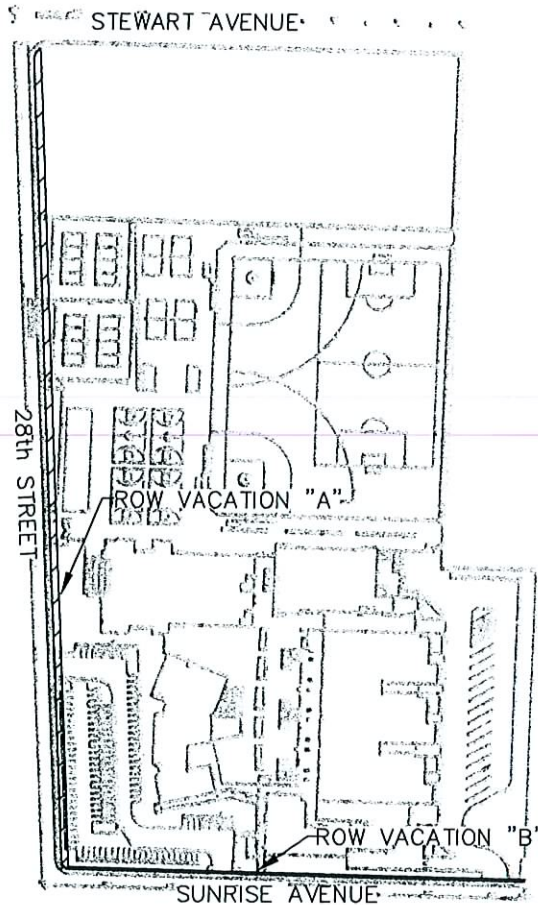 STEWART AVENUE
28th STREET
ROW VACATION "A"
ROW VACATION "B"
SUNRISE AVENUE